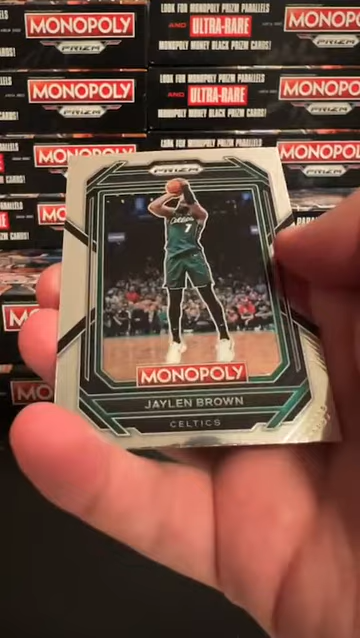 MONOPOLY
PRIZM
LOOK FOR MONOPOLY PRIZM PARALLELS
AND ULTRA-RARE
MONOPOLY MONEY BLACK PRIZM CARDS!
MONOPOLY
PRIZM
MONOPOLY
PRIZM
LOOK FOR MONOPOLY PRIZM PARALLELS
AND ULTRA-RARE
MONOPOLY MONEY BLACK PRIZM CARDS!
MONOPOLY
PRIZM
MONOPOLY
MONOPOLY
PRIZM
Celtics
7
MONOPOLY
JAYLEN BROWN
CELTICS